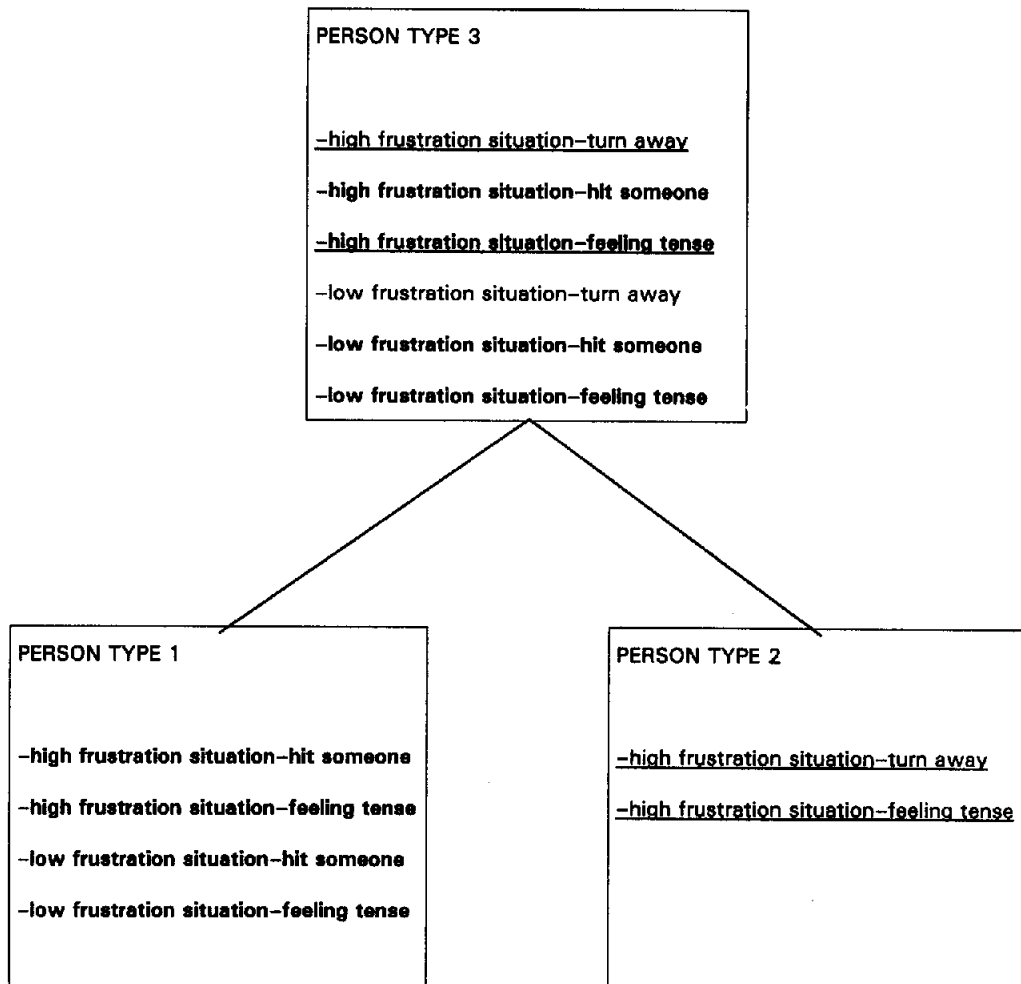 PERSON TYPE 3
–high frustration situation–turn away
–high frustration situation–hit someone
–high frustration situation–feeling tense
–low frustration situation–turn away
–low frustration situation–hit someone
–low frustration situation–feeling tense
PERSON TYPE 1
–high frustration situation–hit someone
–high frustration situation–feeling tense
–low frustration situation–hit someone
–low frustration situation–feeling tense
PERSON TYPE 2
–high frustration situation–turn away
–high frustration situation–feeling tense